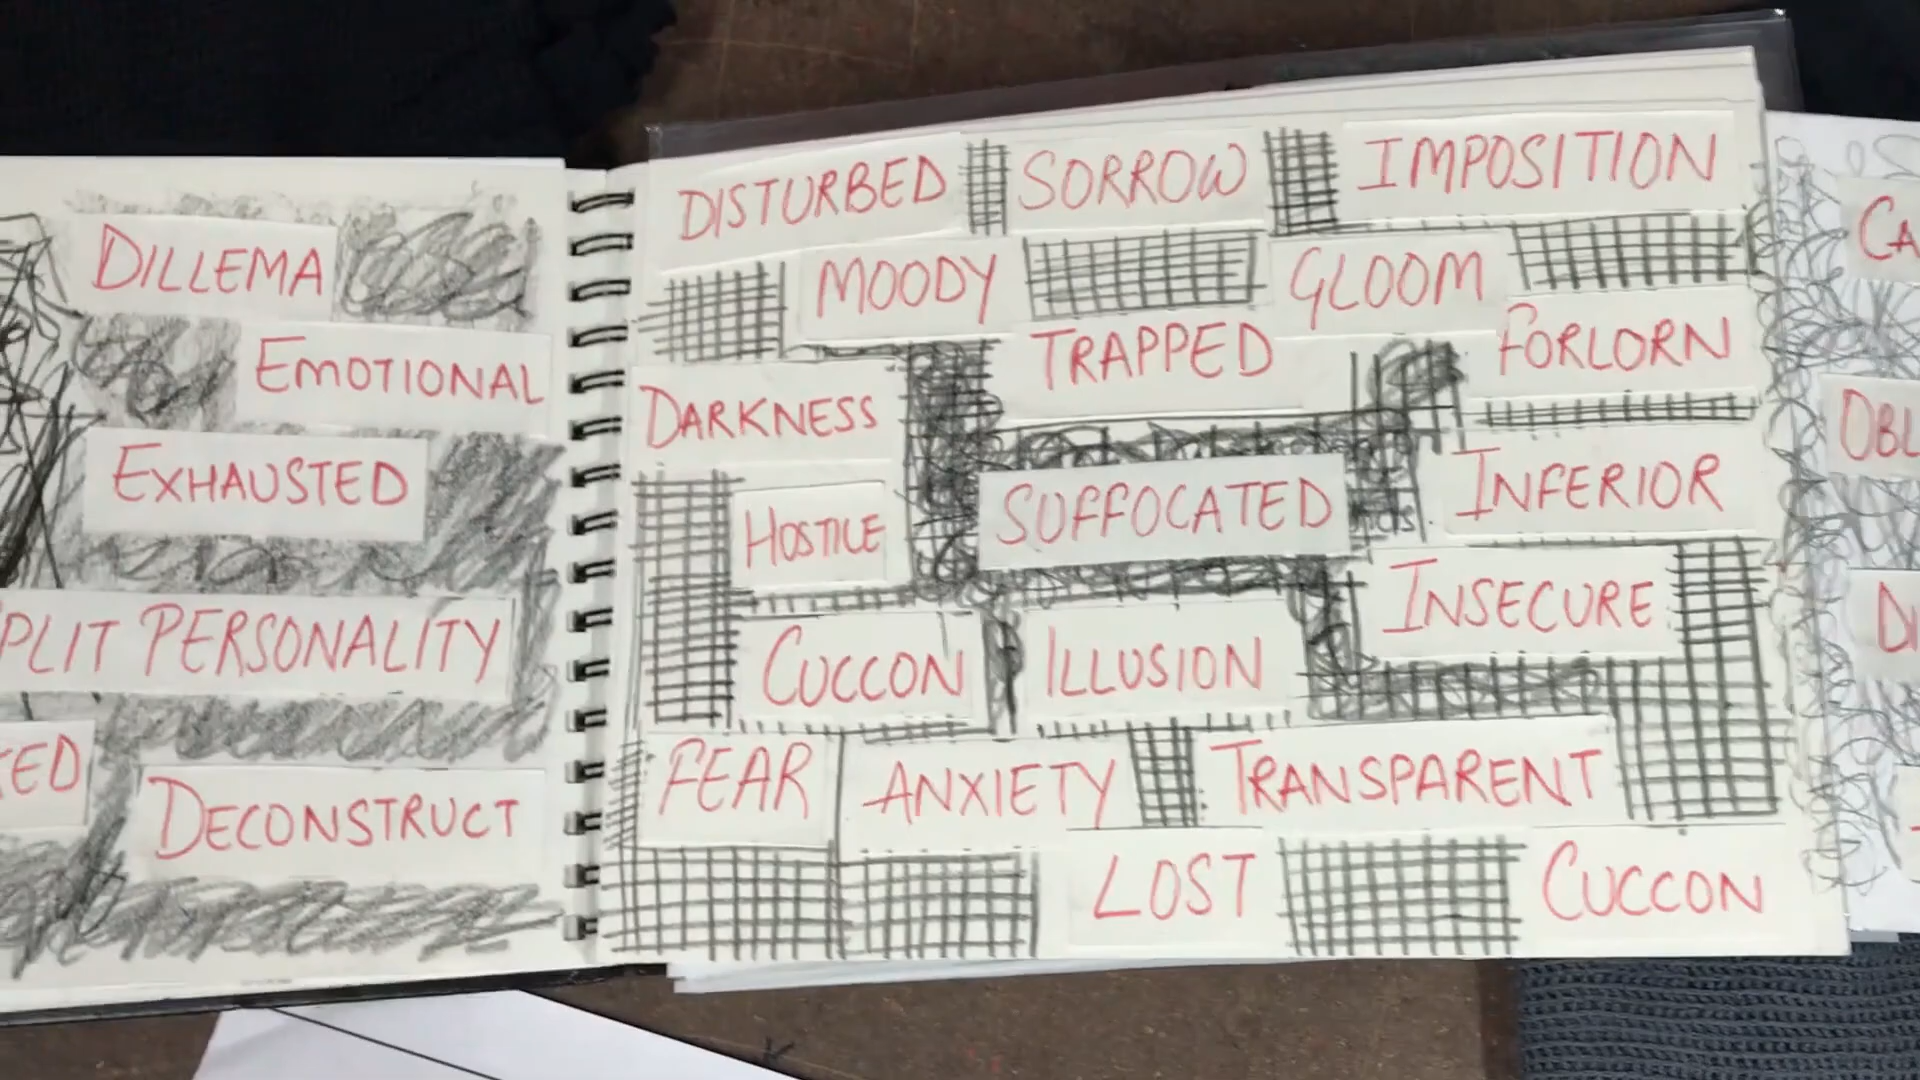 DILLEMA
EMOTIONAL
EXHAUSTED
PLIT PERSONALITY
KED
DECONSTRUCT
DISTURBED SORROW IMPOSITION
MOODY GLOOM
TRAPPED FORLORN
DARKNESS
SUFFOCATED INFERIOR
HOSTILE
INSECURE
CUCCON ILLUSION
FEAR ANXIETY TRANSPARENT
LOST CUCCON
CA
OBL